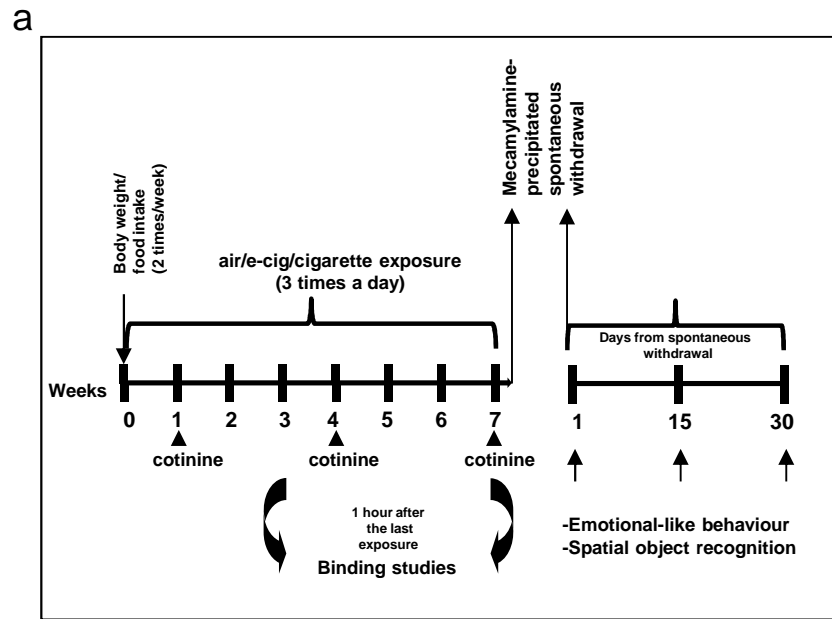 a
Body weight/
food intake
(2 times/week)
air/e-cig/cigarette exposure
(3 times a day)
Mecamylamine-
precipitated
spontaneous
withdrawal
Days from spontaneous
withdrawal
Weeks
0 1 2 3 4 5 6 7
1 15 30
cotinine cotinine cotinine
1 hour after
the last
exposure
Binding studies
-Emotional-like behaviour
-Spatial object recognition